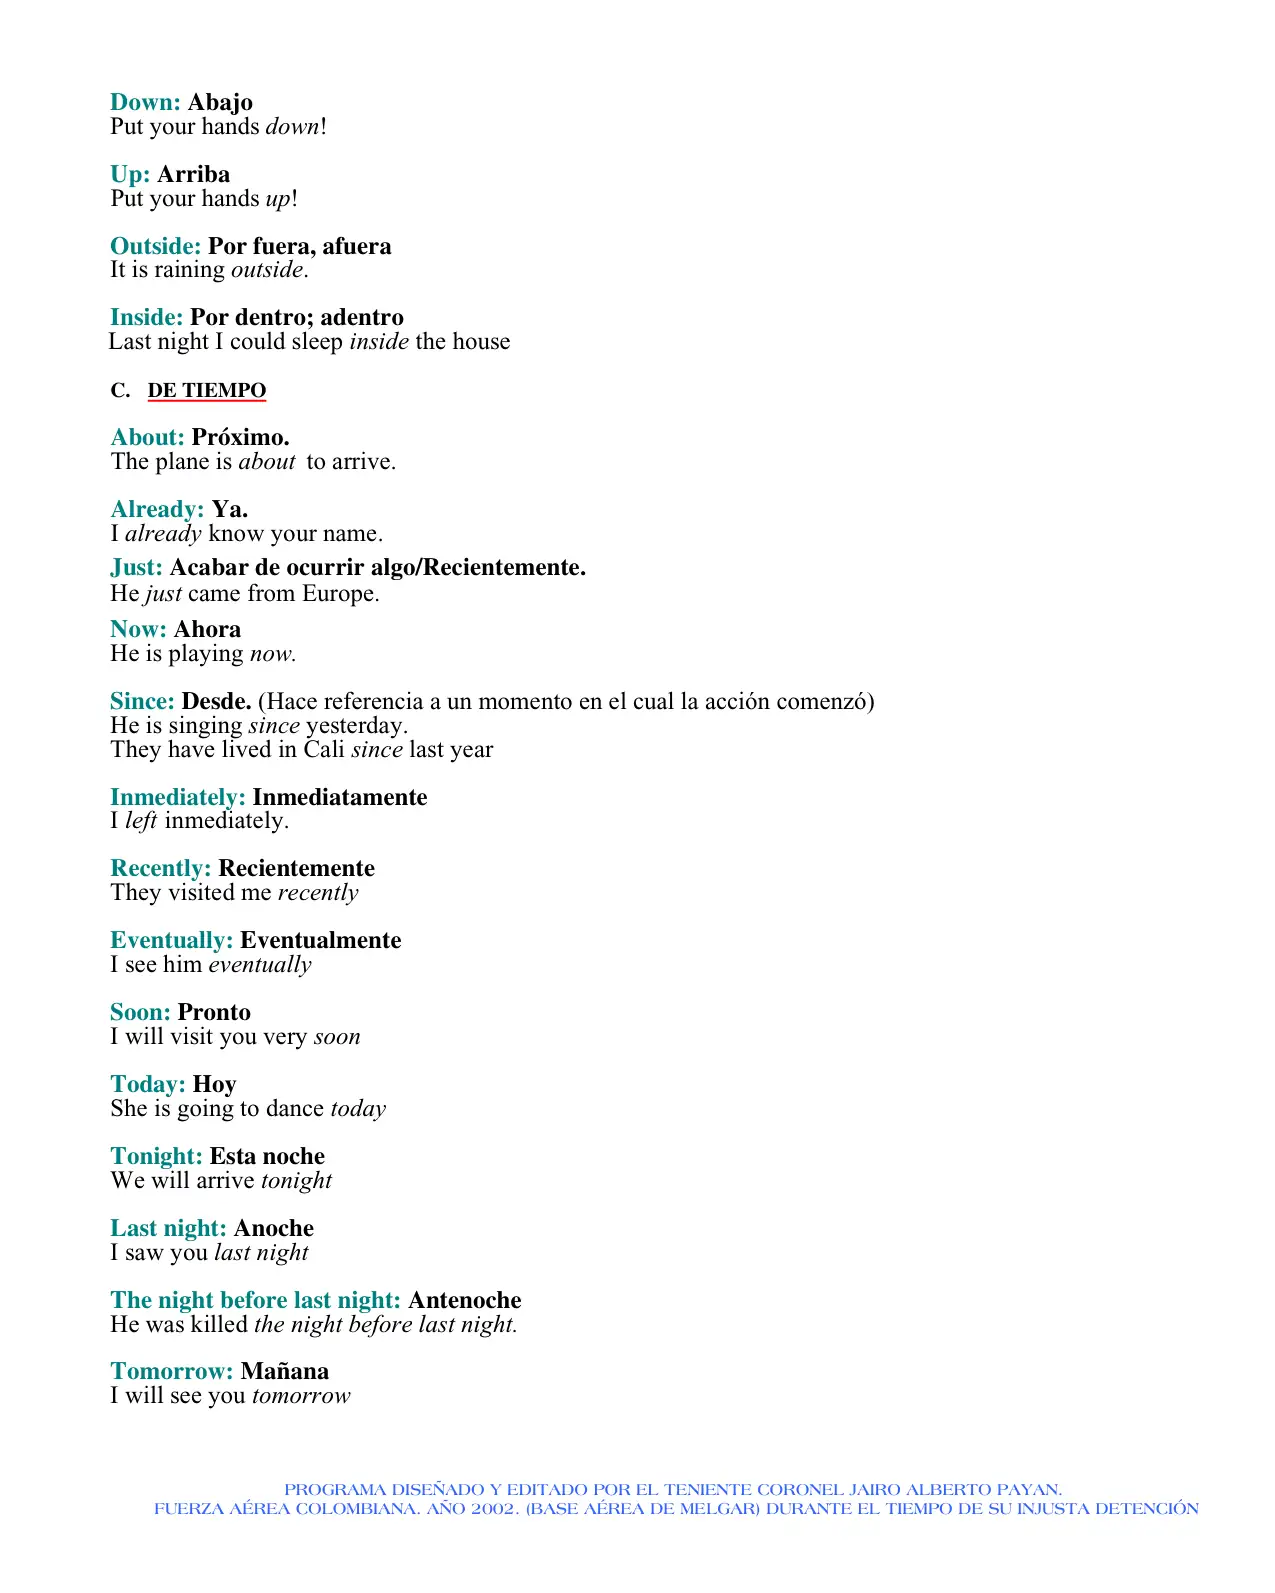 Down: Abajo
Put your hands down!
Up: Arriba
Put your hands up!
Outside: Por fuera, afuera
It is raining outside.
Inside: Por dentro; adentro
Last night I could sleep inside the house
C. DE TIEMPO
About: Próximo.
The plane is about to arrive.
Already: Ya.
I already know your name.
Just: Acabar de ocurrir algo/Recientemente.
He just came from Europe.
Now: Ahora
He is playing now.
Since: Desde. (Hace referencia a un momento en el cual la acción comenzó)
He is singing since yesterday.
They have lived in Cali since last year
Inmediately: Inmediatamente
I left inmediately.
Recently: Recientemente
They visited me recently
Eventually: Eventualmente
I see him eventually
Soon: Pronto
I will visit you very soon
Today: Hoy
She is going to dance today
Tonight: Esta noche
We will arrive tonight
Last night: Anoche
I saw you last night
The night before last night: Antenoche
He was killed the night before last night.
Tomorrow: Mañana
I will see you tomorrow
PROGRAMA DISEÑADO Y EDITADO POR EL TENIENTE CORONEL JAIRO ALBERTO PAYAN.
FUERZA AÉREA COLOMBIANA. AÑO 2002. (BASE AÉREA DE MELGAR) DURANTE EL TIEMPO DE SU INJUSTA DETENCIÓN